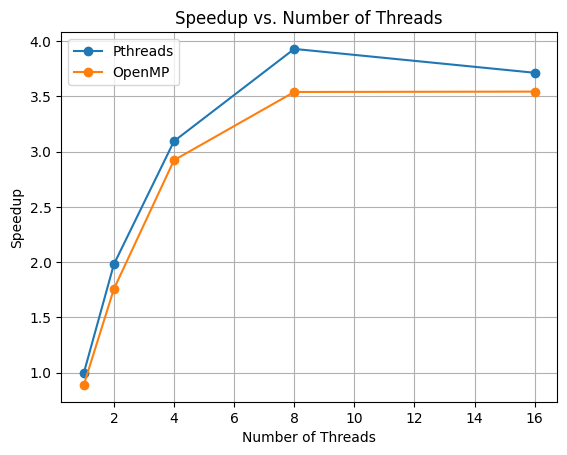 Speedup vs. Number of Threads
Pthreads
OpenMP
4.0
3.5
3.0
2.5
2.0
1.5
1.0
Speedup
2 4 6 8 10 12 14 16
Number of Threads